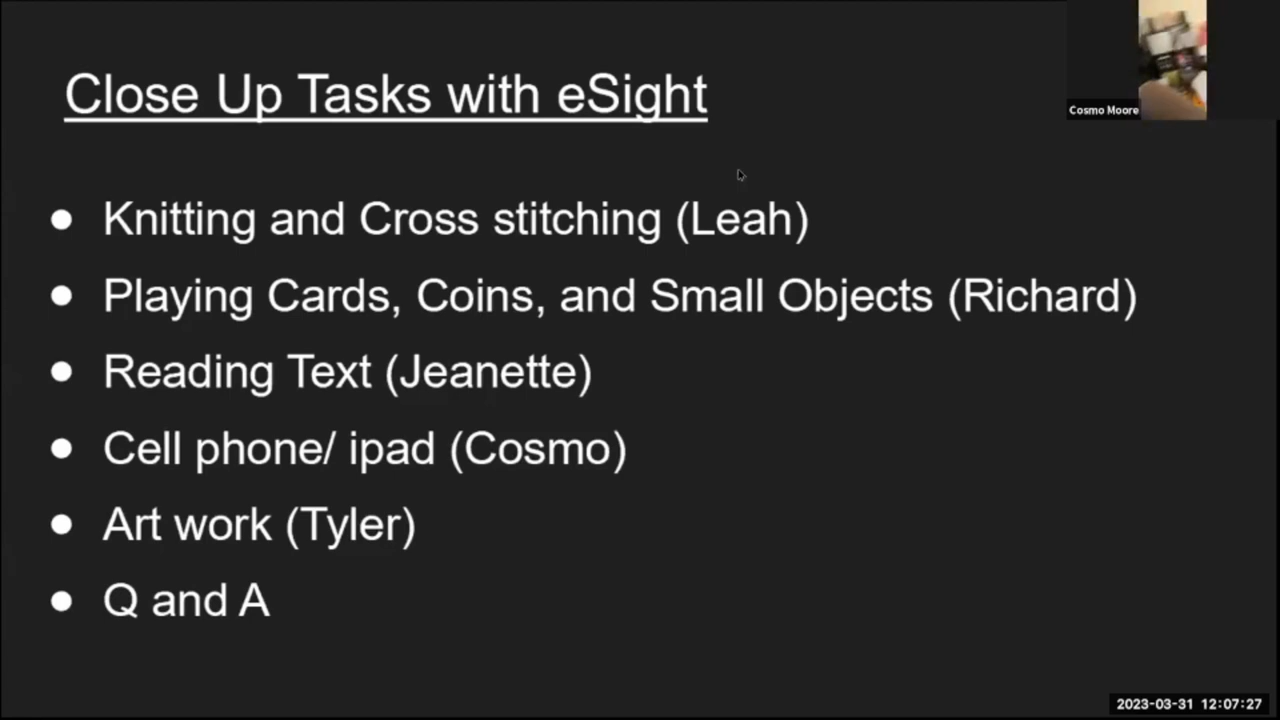 Close Up Tasks with eSight
Cosmo Moore
● Knitting and Cross stitching (Leah)
● Playing Cards, Coins, and Small Objects (Richard)
● Reading Text (Jeanette)
● Cell phone/ ipad (Cosmo)
● Art work (Tyler)
● Q and A
2023-03-31 12:07:27